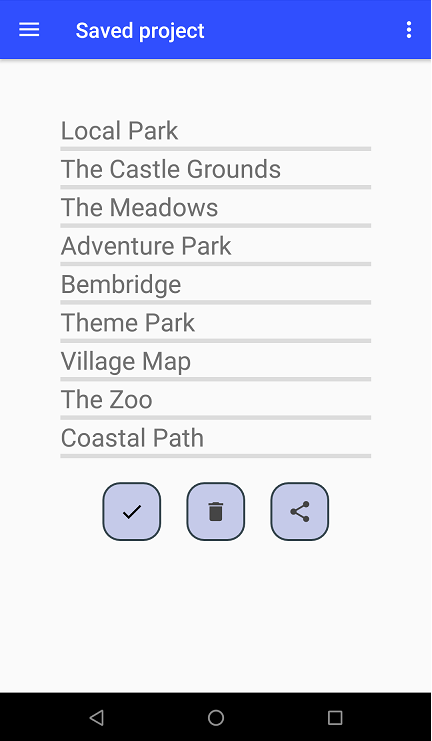 Saved project
Local Park
The Castle Grounds
The Meadows
Adventure Park
Bembridge
Theme Park
Village Map
The Zoo
Coastal Path